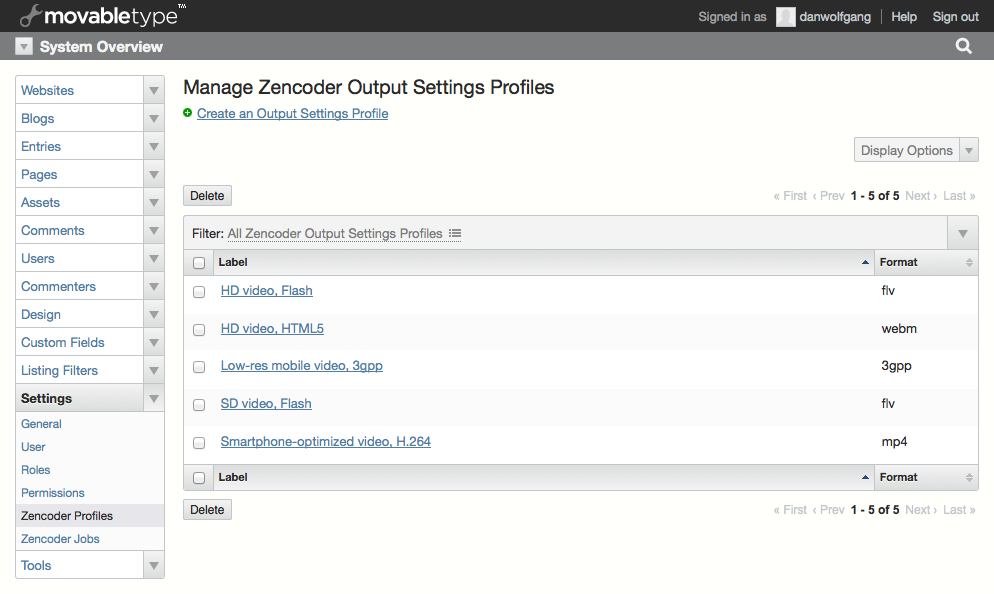 movabletype™
Signed in as danwolfgang Help Sign out
System Overview
Websites
Blogs
Entries
Pages
Assets
Comments
Users
Commenters
Design
Custom Fields
Listing Filters
Settings
General
User
Roles
Permissions
Zencoder Profiles
Zencoder Jobs
Tools
Manage Zencoder Output Settings Profiles
Create an Output Settings Profile
Display Options
Delete
« First ‹ Prev 1 - 5 of 5 Next › Last »
Filter: All Zencoder Output Settings Profiles
Label Format
HD video, Flash flv
HD video, HTML5 webm
Low-res mobile video, 3gpp 3gpp
SD video, Flash flv
Smartphone-optimized video, H.264 mp4
Label Format
Delete
« First ‹ Prev 1 - 5 of 5 Next › Last »